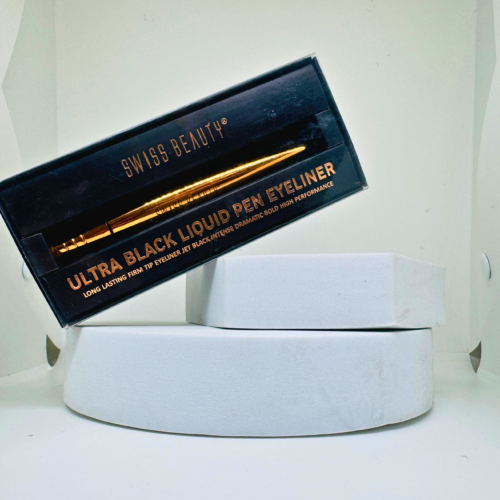 SWISS BEAUTY®
ULTRA BLACK LIQUID PEN EYELINER
LONG LASTING FIRM TIP EYELINER JET BLACK INTENSE DRAMATIC BOLD HIGH PERFORMANCE